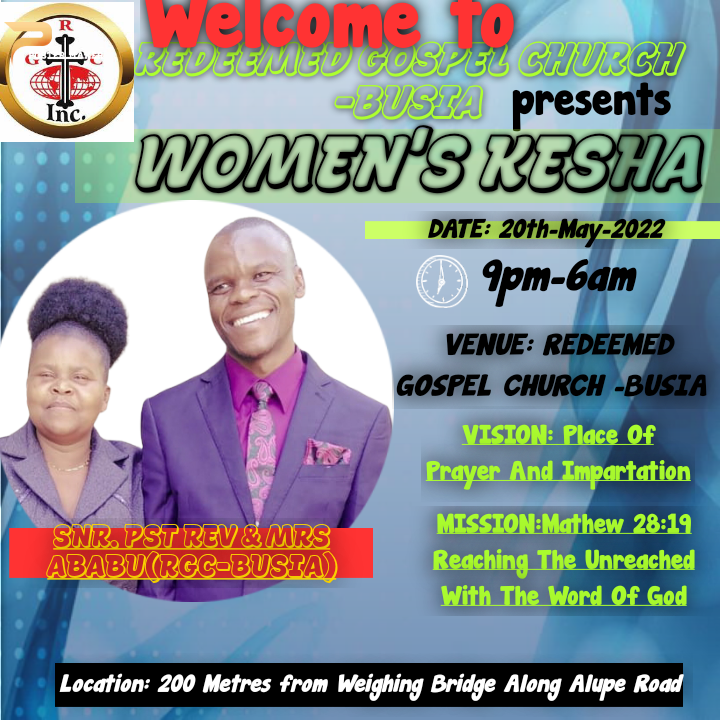 Welcome to
R
G C
Inc.
REDEEMED GOSPEL CHURCH
-BUSIA presents
WOMEN'S KESHA
DATE: 20th-May-2022
9pm-6am
VENUE: REDEEMED
GOSPEL CHURCH -BUSIA
VISION: Place Of
Prayer And Impartation
MISSION:Mathew 28:19
Reaching The Unreached
With The Word Of God
SNR. PST REV & MRS
ABABU(RGC-BUSIA)
Location: 200 Metres from Weighing Bridge Along Alupe Road